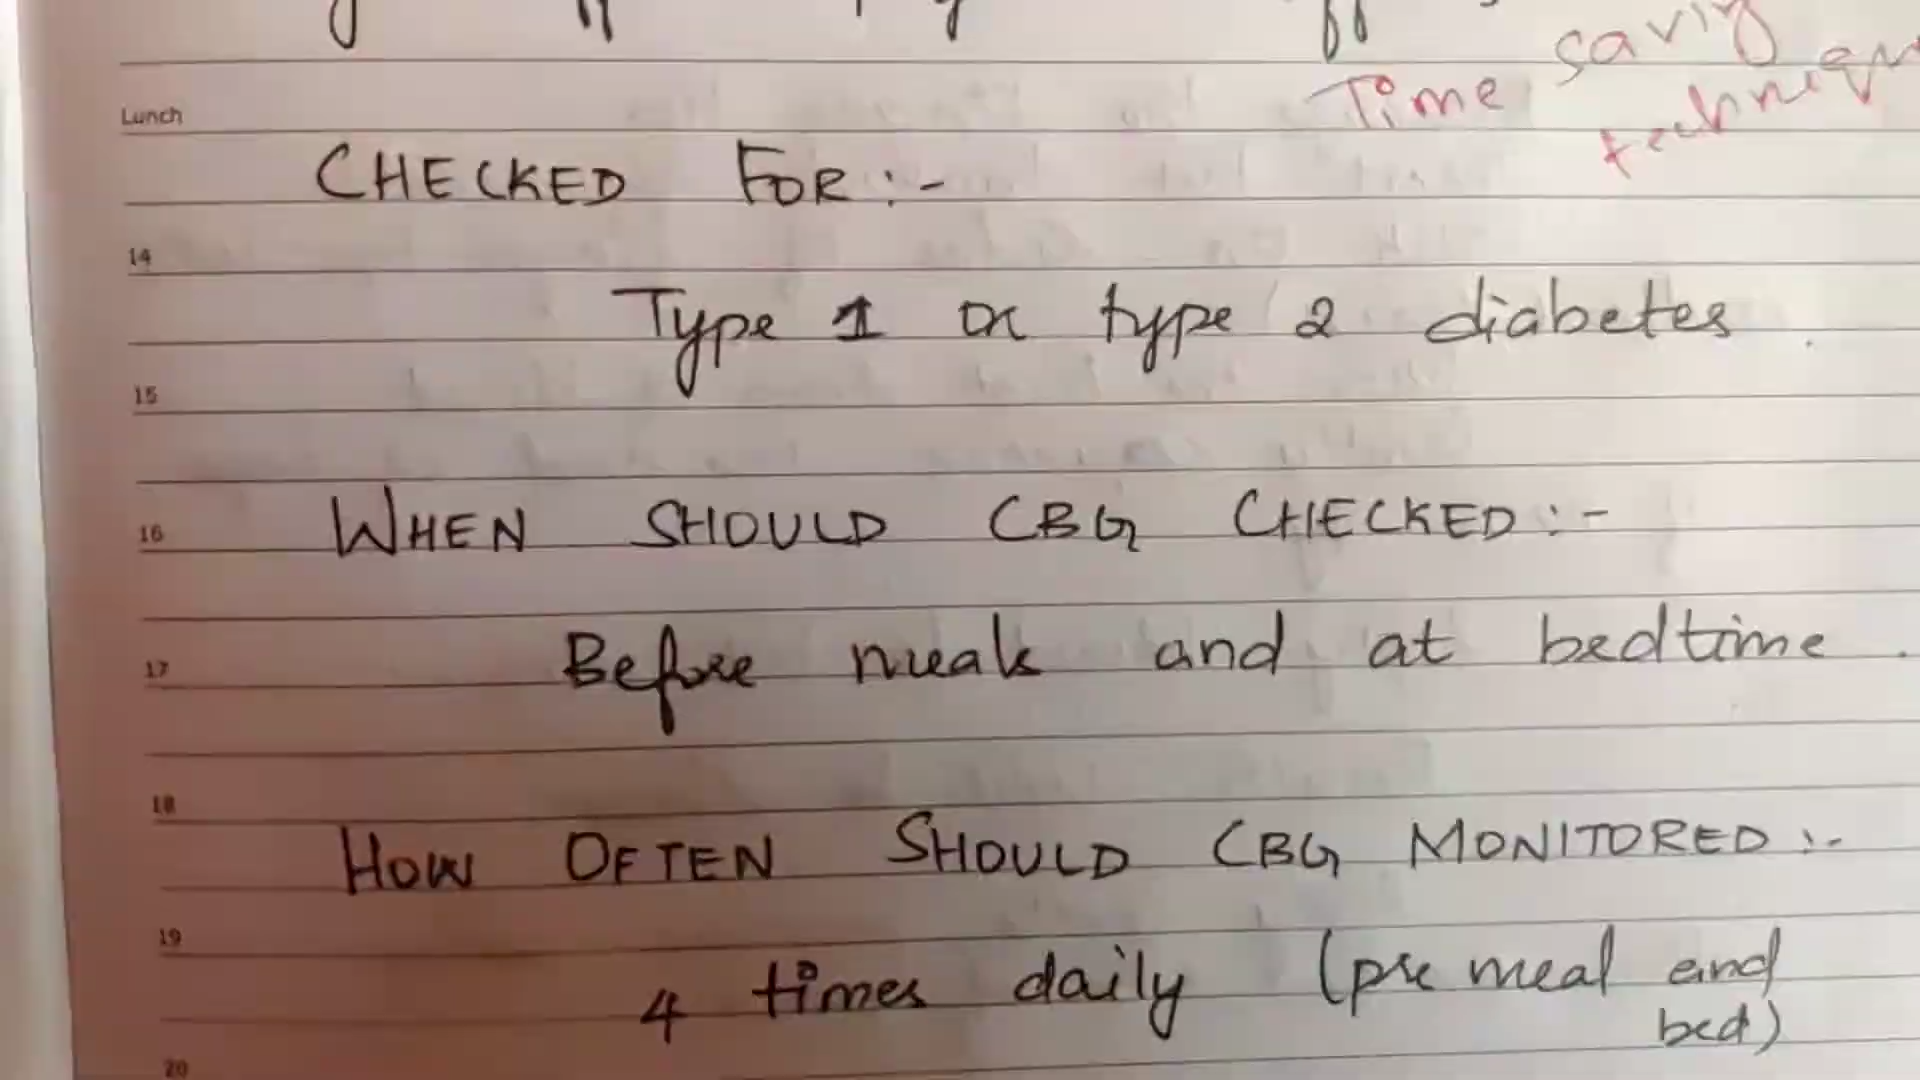 Time saving
technique
Lunch
CHECKED FOR:-
14
Type 1 or type 2 diabetes.
15
WHEN SHOULD CBG CHECKED:-
16
Before meals and at bedtime.
17
18
HOW OFTEN SHOULD CBG MONITORED:-
19
4 times daily (pre meal and
bed)
20